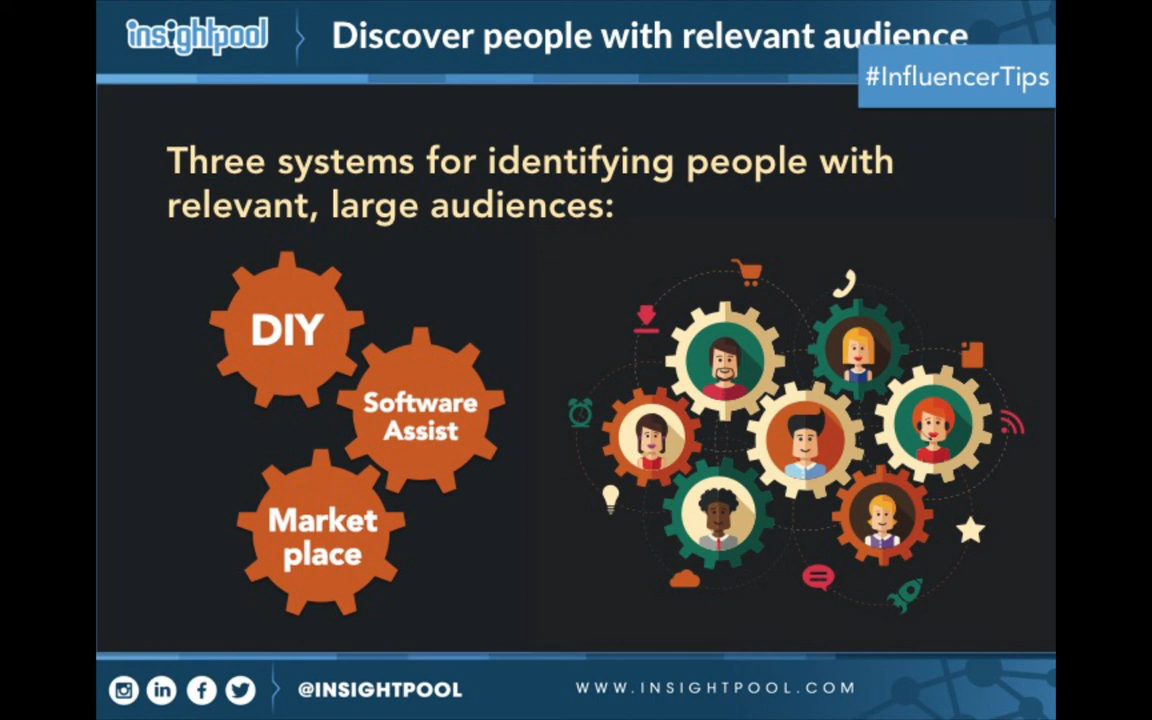 insightpool
Discover people with relevant audience
#InfluencerTips
Three systems for identifying people with
relevant, large audiences:
DIY
Software
Assist
Market
place
@INSIGHTPOOL
WWW.INSIGHTPOOL.COM